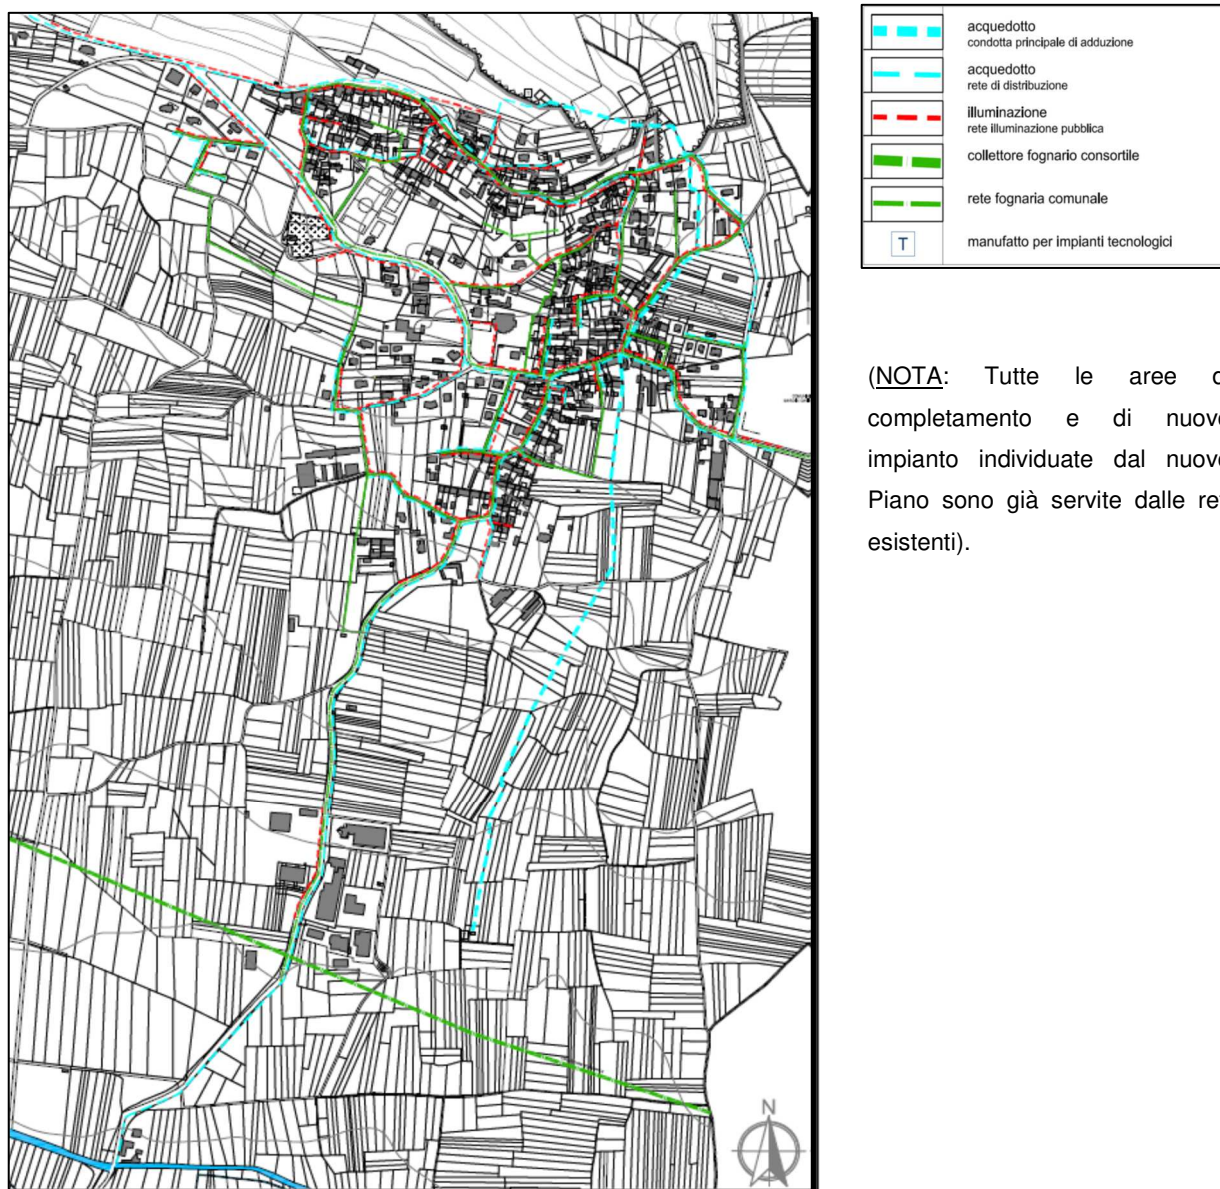 acquedotto
condotta principale di adduzione
acquedotto
rete di distribuzione
illuminazione
rete illuminazione pubblica
collettore fognario consortile
rete fognaria comunale
T
manufatto per impianti tecnologici
(NOTA: Tutte le aree d
completamento e di nuovo
impianto individuate dal nuovo
Piano sono già servite dalle ret
esistenti).
N